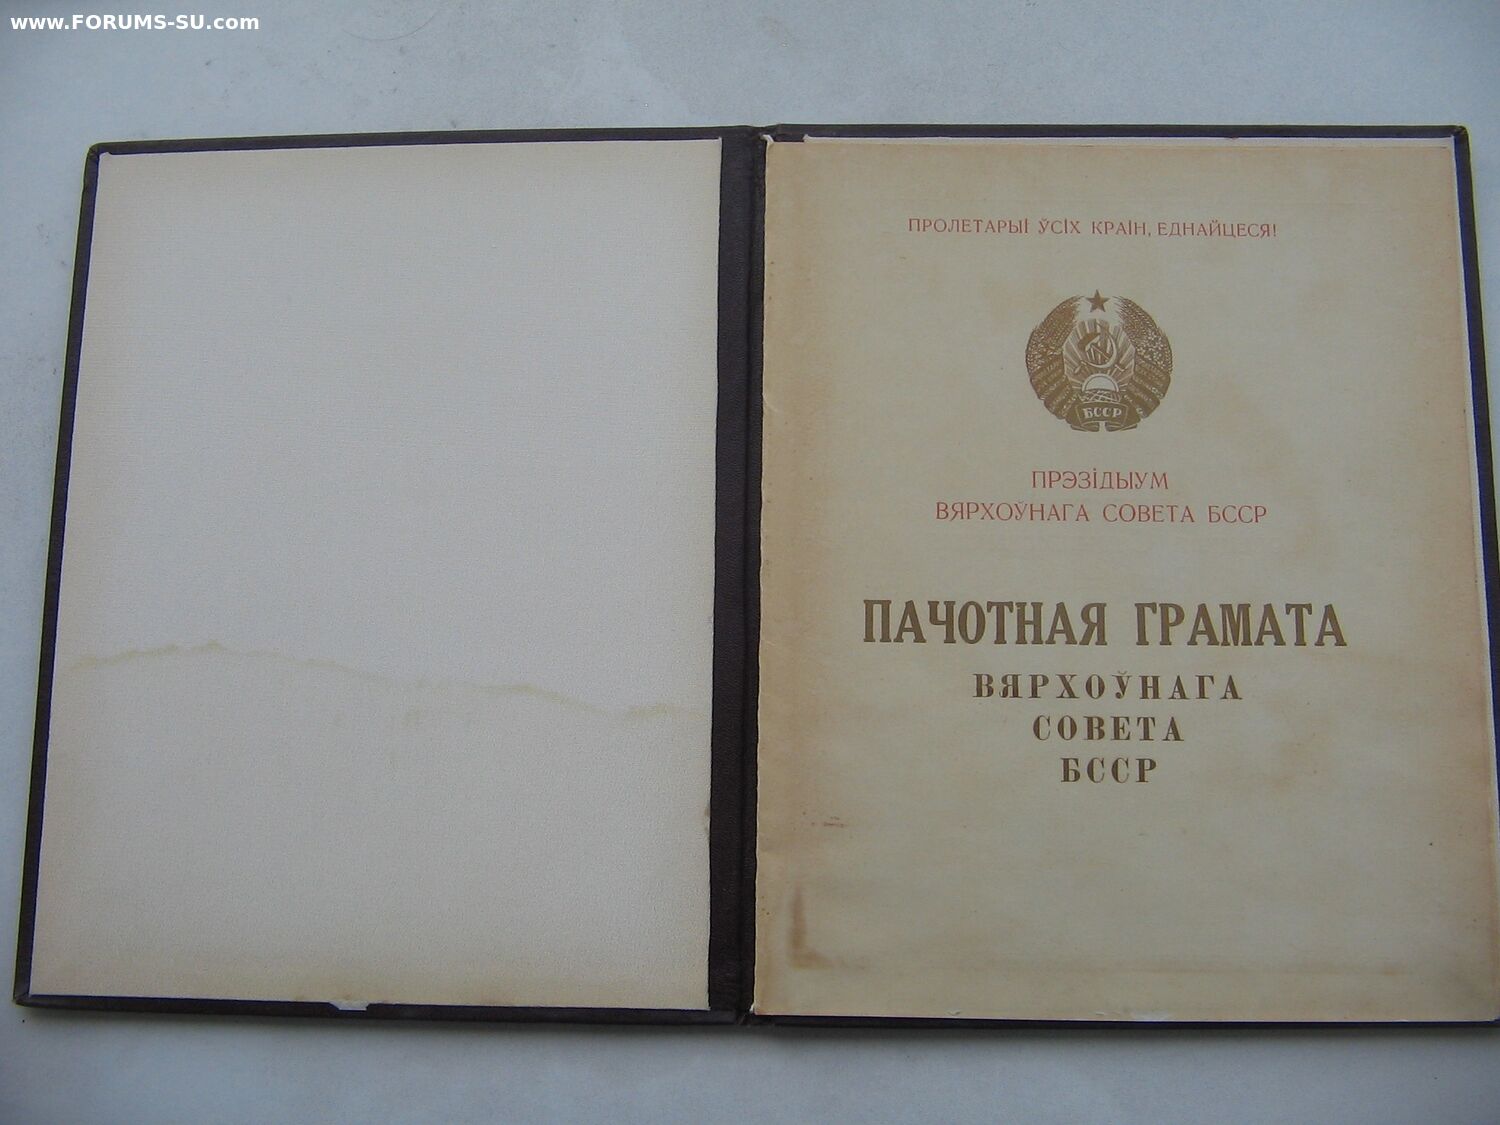 www.FORUMS-SU.com
ПРОЛЕТАРЫІ ЎСІХ КРАІН, ЕДНАЙЦЕСЯ!
БССР
ПРЭЗІДЫУМ
ВЯРХОЎНАГА СОВЕТА БССР
ПАЧОТНАЯ ГРАМАТА
ВЯРХОЎНАГА
СОВЕТА
БССР